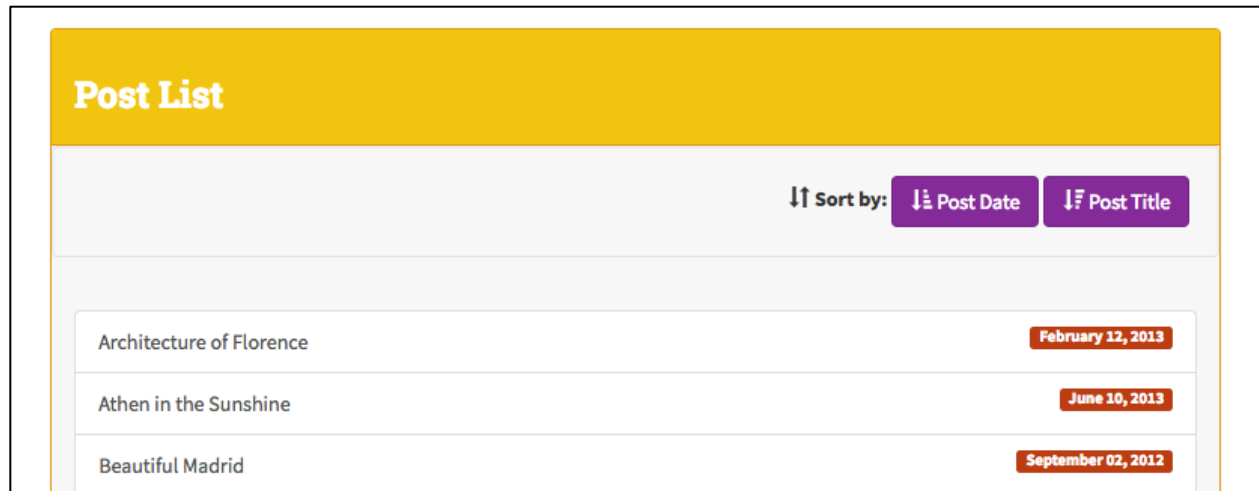 Post List
Sort by: Post Date Post Title
Architecture of Florence February 12, 2013
Athen in the Sunshine June 10, 2013
Beautiful Madrid September 02, 2012